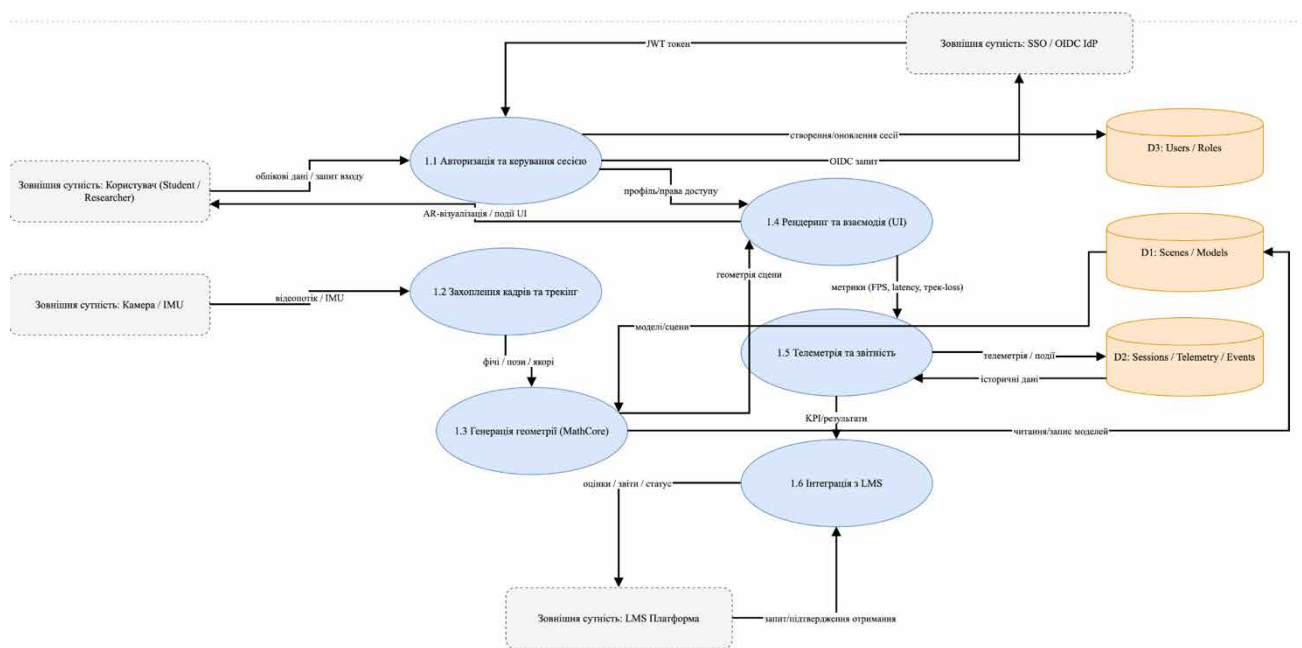 JWT токен
Зовнішня сутність: SSO / OIDC IdP
створення/оновлення сесії
D3: Users / Roles
1.1 Авторизація та керування сесією
облікові дані / запит входу
OIDC запит
Зовнішня сутність: Користувач (Student /
Researcher)
профіль/права доступу
AR-візуалізація / події UI
1.4 Рендеринг та взаємодія (UI)
D1: Scenes / Models
геометрія сцени
1.2 Захоплення кадрів та трекінг
Зовнішня сутність: Камера / IMU
відеопотік / IMU
метрики (FPS, latency, трек-loss)
моделі/сцени
1.5 Телеметрія та звітність
телеметрія / події
D2: Sessions / Telemetry / Events
фічі / пози / якорі
історичні дані
KPI/результати
1.3 Генерація геометрії (MathCore)
читання/запис моделей
оцінки / звіти / статус
1.6 Інтеграція з LMS
Зовнішня сутність: LMS Платформа
запит/підтвердження отримання